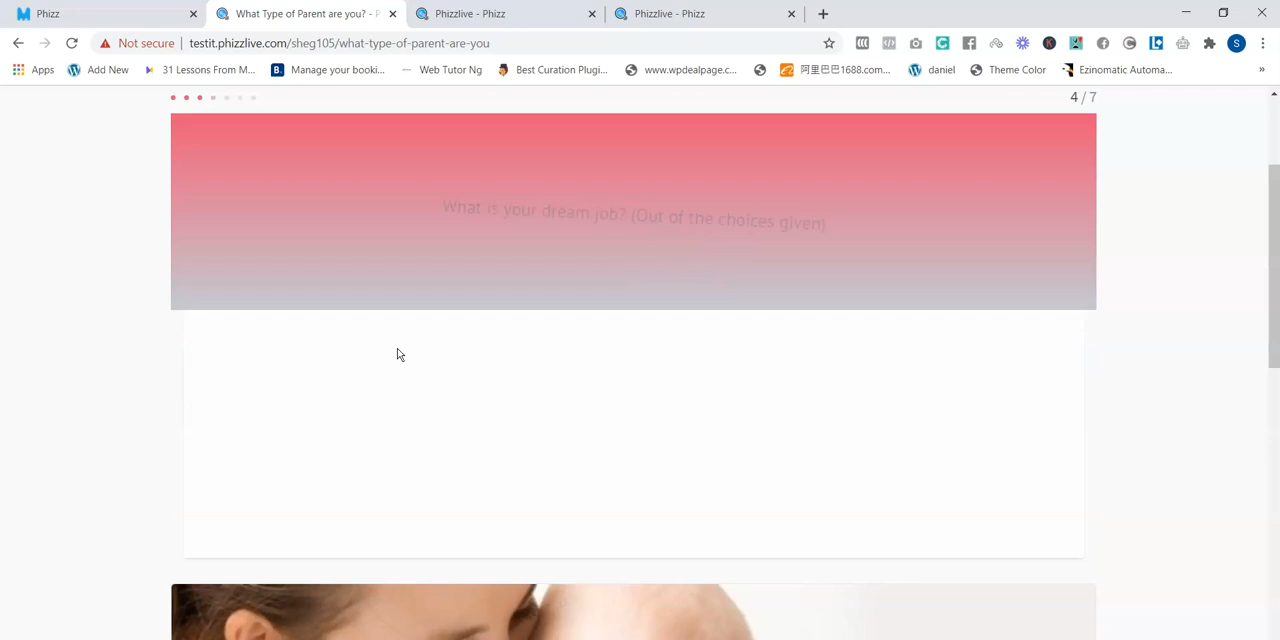 Phizz
What Type of Parent are you? - P
Phizzlive - Phizz
Phizzlive - Phizz
Not secure
testit.phizzlive.com/sheg105/what-type-of-parent-are-you
S
Apps
Add New
31 Lessons From M...
Manage your booki...
Web Tutor Ng
Best Curation Plugi...
www.wpdealpage.c...
阿里巴巴1688.com...
daniel
Theme Color
Ezinomatic Automa...
»
4 / 7
What is your dream job? (Out of the choices given)